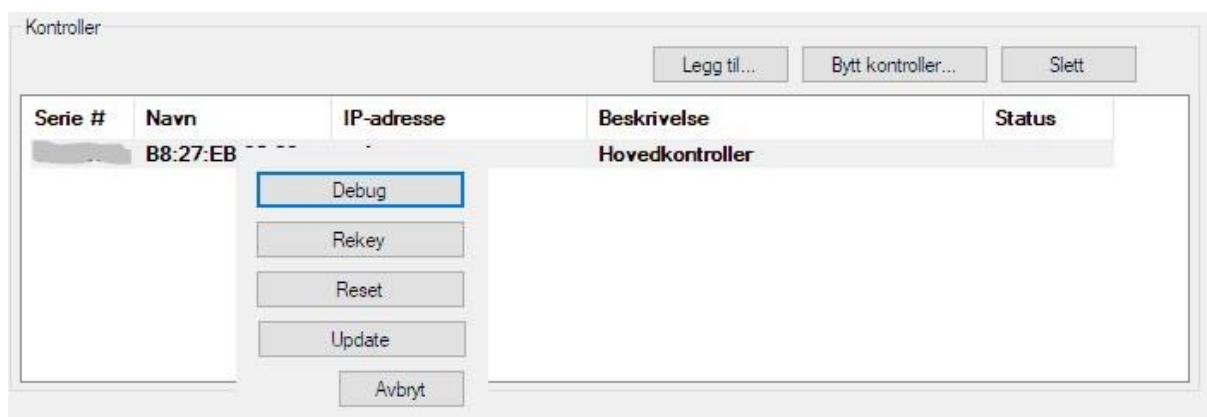 Kontroller
Legg til... Bytt kontroller... Slett
Serie # Navn IP-adresse Beskrivelse Status
B8:27:EB Hovedkontroller
Debug
Rekey
Reset
Update
Avbryt